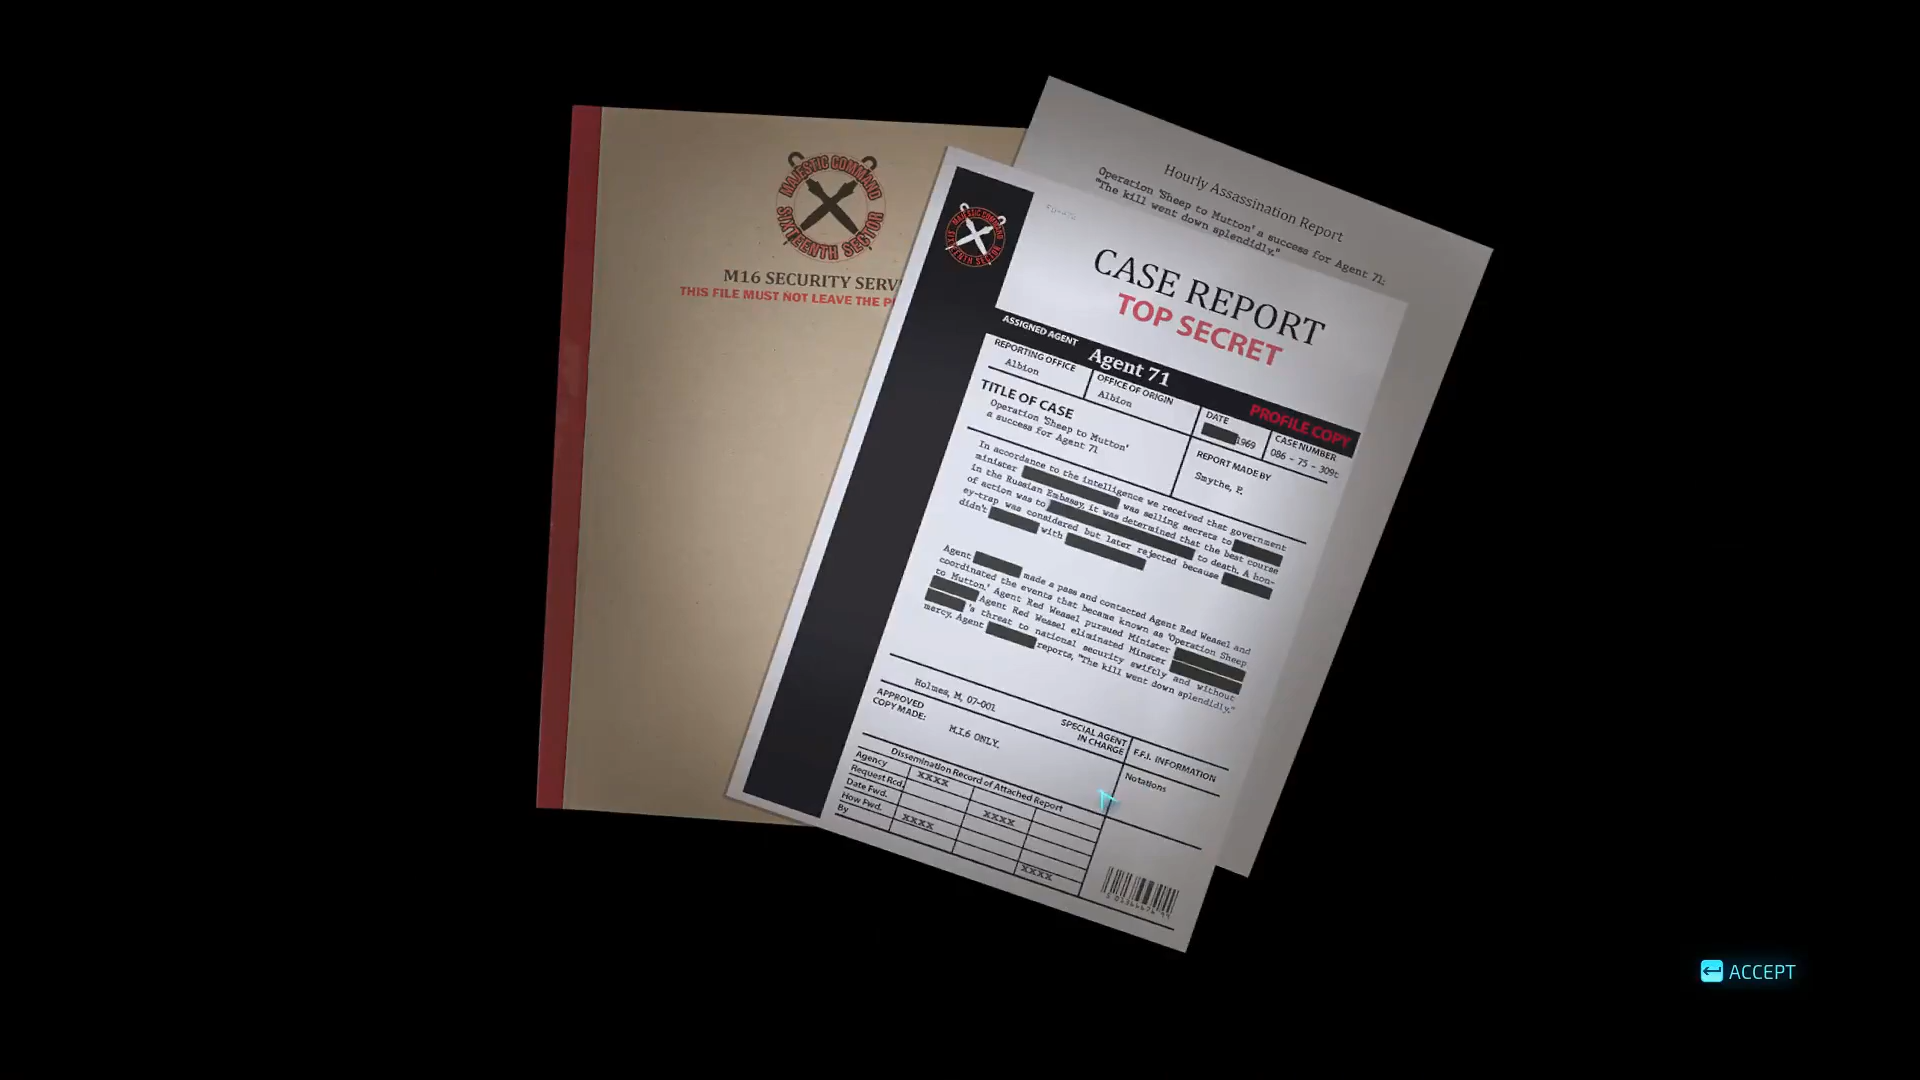 MAJESTIC COMMAND
SIXTEENTH SECTOR
M16 SECURITY SERV
THIS FILE MUST NOT LEAVE THE P
Hourly Assassination Report
Operation 'Sheep to Mutton' a success for Agent 71:
"The kill went down splendidly."
MAJESTIC COMMAND
SIXTEENTH SECTOR
CASE REPORT
TOP SECRET
ASSIGNED AGENT
Agent 71
PROFILE COPY
REPORTING OFFICE
Albion
OFFICE OF ORIGIN
Albion
DATE
1969
CASE NUMBER
086 - 75 - 309c
TITLE OF CASE
Operation 'Sheep to Mutton'
a success for Agent 71
REPORT MADE BY
Smythe, P.
In accordance to the intelligence we received that government
minister was selling secrets to
in the Russian Embassy, it was determined that the best course
of action was to to death. A hon-
ey-trap was considered but later rejected because
didn't with
Agent made a pass and contacted Agent Red Weasel and
coordinated the events that became known as 'Operation Sheep
to Mutton.' Agent Red Weasel pursued Minister
Agent Red Weasel eliminated Minster
's threat to national security swiftly and without
mercy. Agent reports, "The kill went down splendidly."
Holmes, M, 07-001
SPECIAL AGENT
IN CHARGE
F.F.I. INFORMATION
APPROVED
COPY MADE:
M.I.6 ONLY.
Notations
Dissemination Record of Attached Report
Agency XXXX
Request Rcd.
Date Fwd. XXXX
How Fwd.
By XXXX
XXXX
ACCEPT